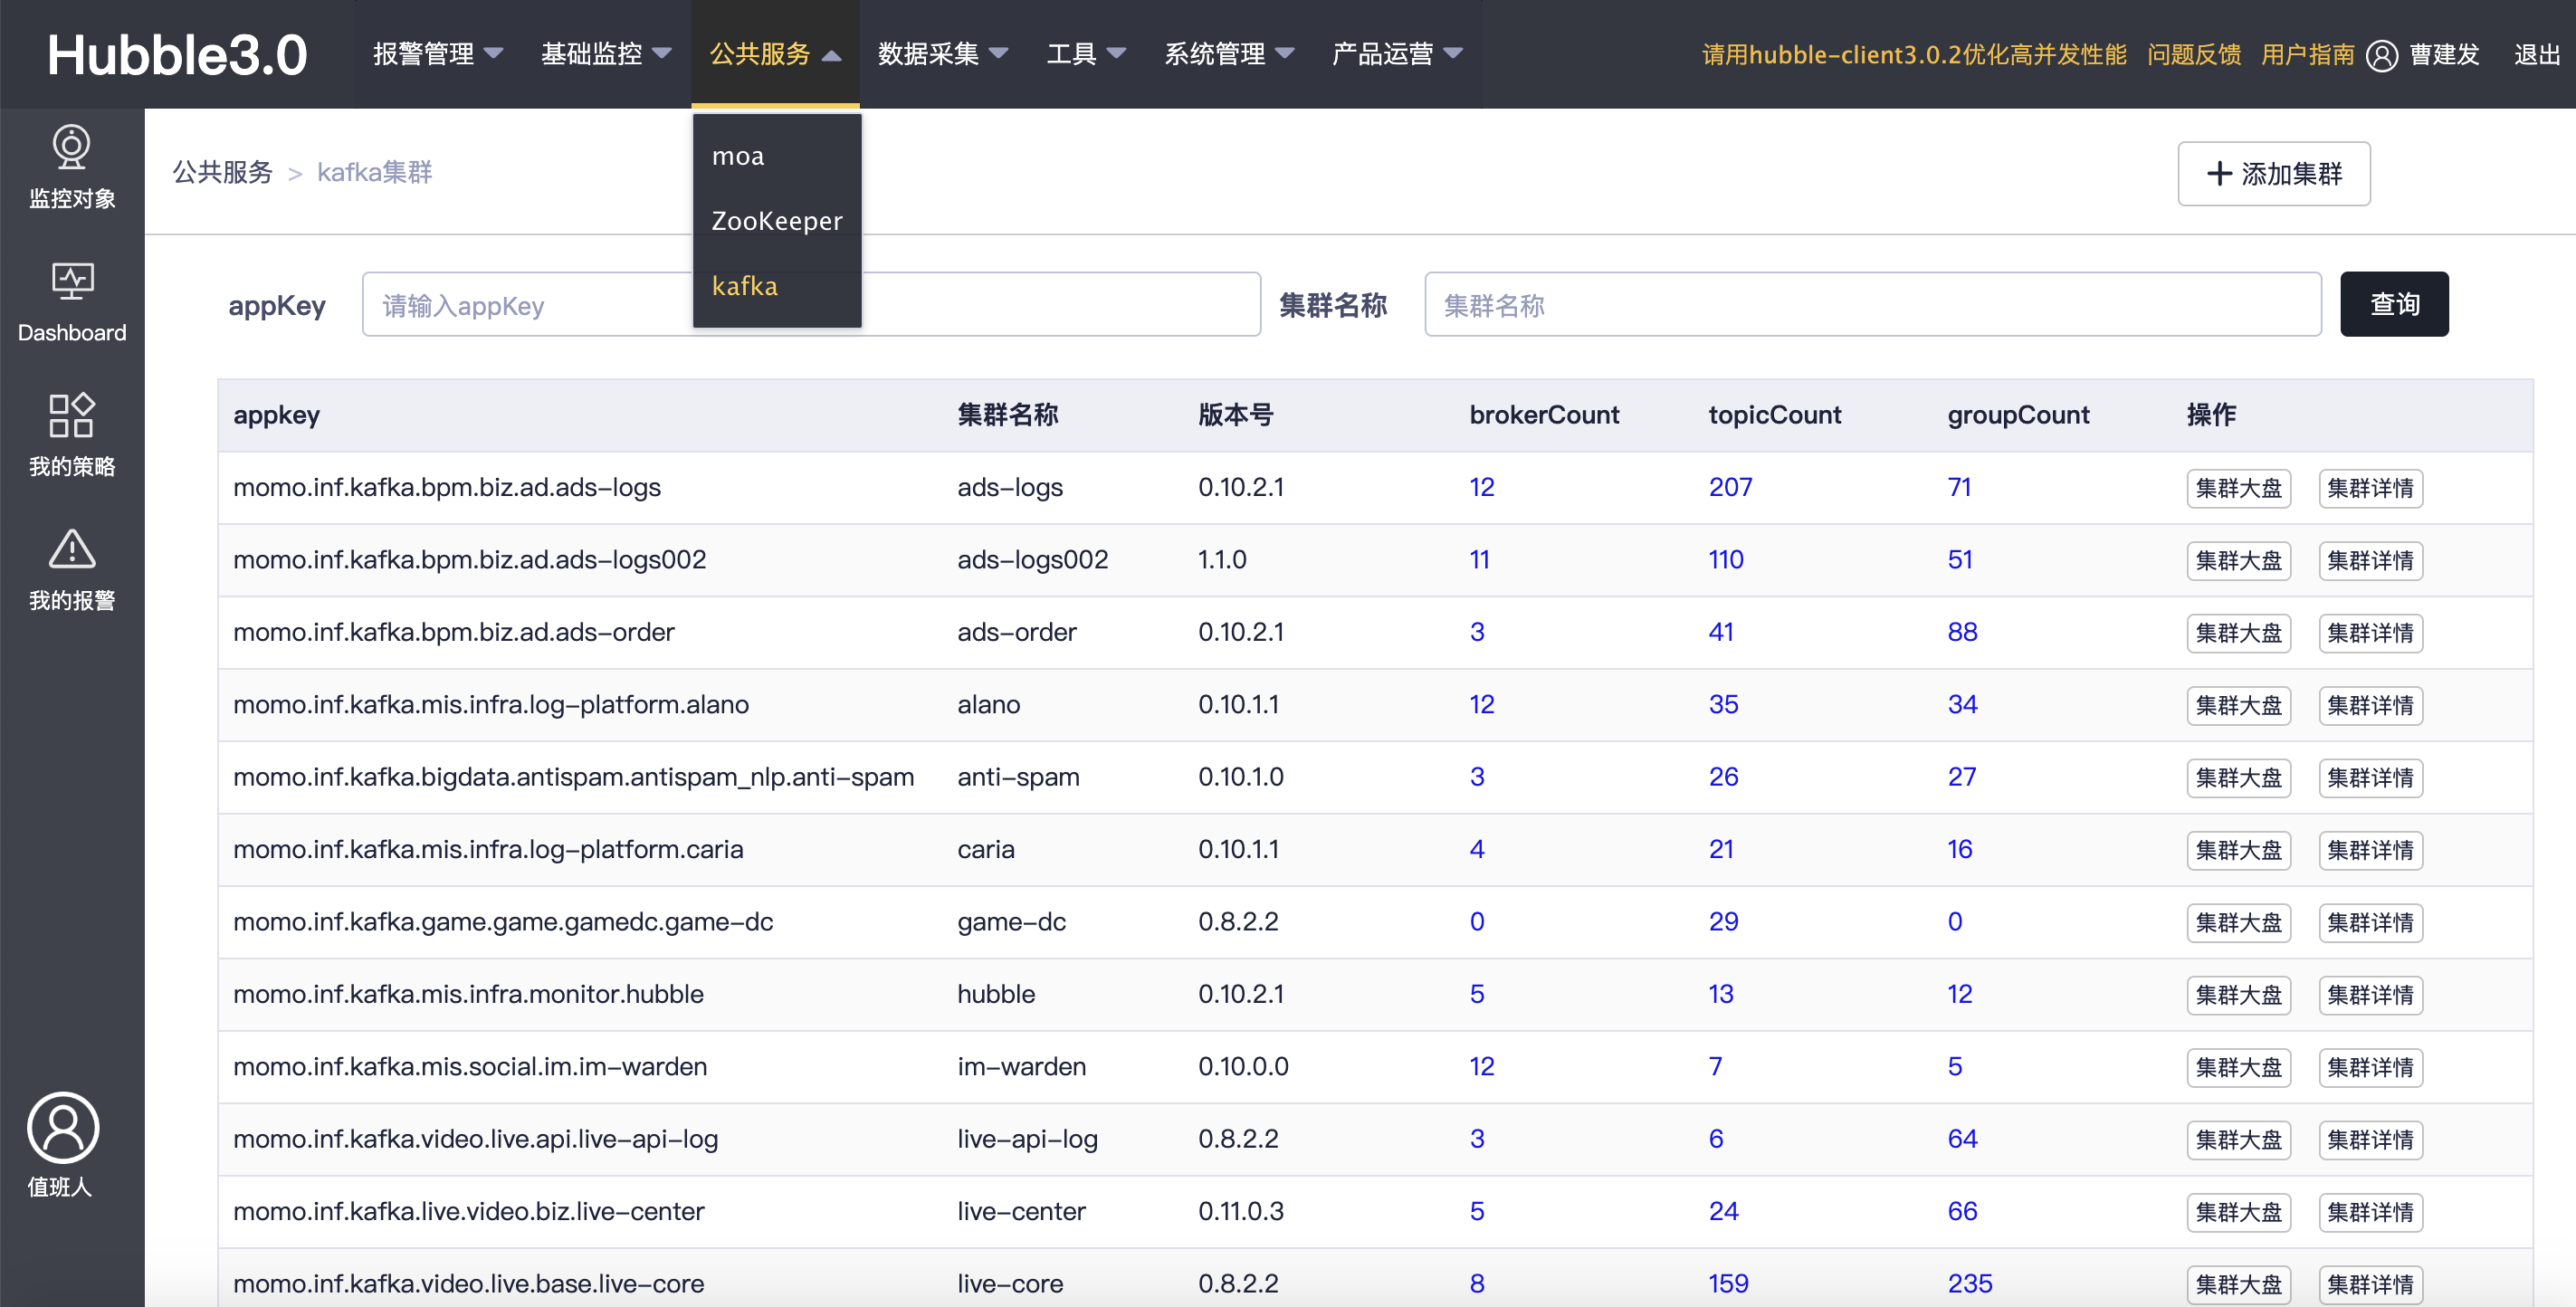 Hubble3.0 报警管理 基础监控 公共服务 数据采集 工具 系统管理 产品运营 请用hubble-client3.0.2优化高并发性能 问题反馈 用户指南 曹建发 退出
监控对象
Dashboard
我的策略
我的报警
值班人
moa
ZooKeeper
kafka
公共服务 > kafka集群 添加集群
appKey 请输入appKey 集群名称 集群名称 查询
appkey 集群名称 版本号 brokerCount topicCount groupCount 操作
momo.inf.kafka.bpm.biz.ad.ads-logs ads-logs 0.10.2.1 12 207 71 集群大盘 集群详情
momo.inf.kafka.bpm.biz.ad.ads-logs002 ads-logs002 1.1.0 11 110 51 集群大盘 集群详情
momo.inf.kafka.bpm.biz.ad.ads-order ads-order 0.10.2.1 3 41 88 集群大盘 集群详情
momo.inf.kafka.mis.infra.log-platform.alano alano 0.10.1.1 12 35 34 集群大盘 集群详情
momo.inf.kafka.bigdata.antispam.antispam_nlp.anti-spam anti-spam 0.10.1.0 3 26 27 集群大盘 集群详情
momo.inf.kafka.mis.infra.log-platform.caria caria 0.10.1.1 4 21 16 集群大盘 集群详情
momo.inf.kafka.game.game.gamedc.game-dc game-dc 0.8.2.2 0 29 0 集群大盘 集群详情
momo.inf.kafka.mis.infra.monitor.hubble hubble 0.10.2.1 5 13 12 集群大盘 集群详情
momo.inf.kafka.mis.social.im.im-warden im-warden 0.10.0.0 12 7 5 集群大盘 集群详情
momo.inf.kafka.video.live.api.live-api-log live-api-log 0.8.2.2 3 6 64 集群大盘 集群详情
momo.inf.kafka.live.video.biz.live-center live-center 0.11.0.3 5 24 66 集群大盘 集群详情
momo.inf.kafka.video.live.base.live-core live-core 0.8.2.2 8 159 235 集群大盘 集群详情